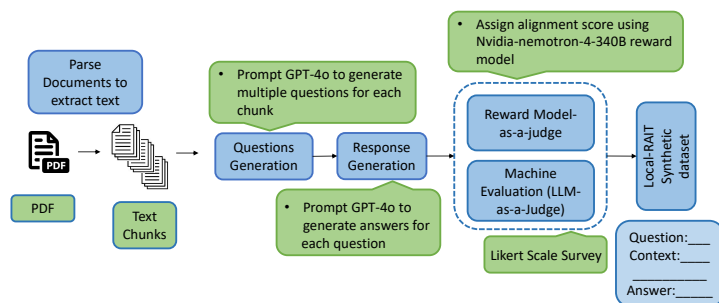 Parse
Documents to
extract text
PDF
PDF
Text
Chunks
• Prompt GPT-4o to generate
multiple questions for each
chunk
Questions
Generation
Response
Generation
• Prompt GPT-4o to
generate answers for
each question
• Assign alignment score using
Nvidia-nemotron-4-340B reward
model
Reward Model-
as-a-judge
Machine
Evaluation (LLM-
as-a-Judge)
Likert Scale Survey
Local-RAIT
Synthetic
dataset
Question:___
Context:____
___________
Answer:_____